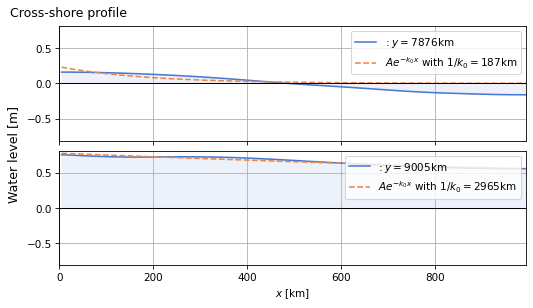 Cross-shore profile
Water level [m]
0.5
0.0
−0.5
: y = 7876km
Ae^{−k₀x} with 1/k₀ = 187km
0.5
0.0
−0.5
: y = 9005km
Ae^{−k₀x} with 1/k₀ = 2965km
0 200 400 600 800
x [km]